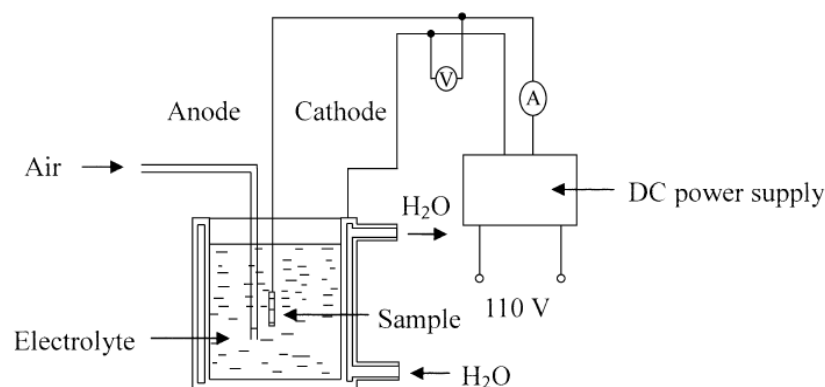 V
A
Anode
Cathode
Air
DC power supply
H₂O
110 V
Sample
Electrolyte
H₂O